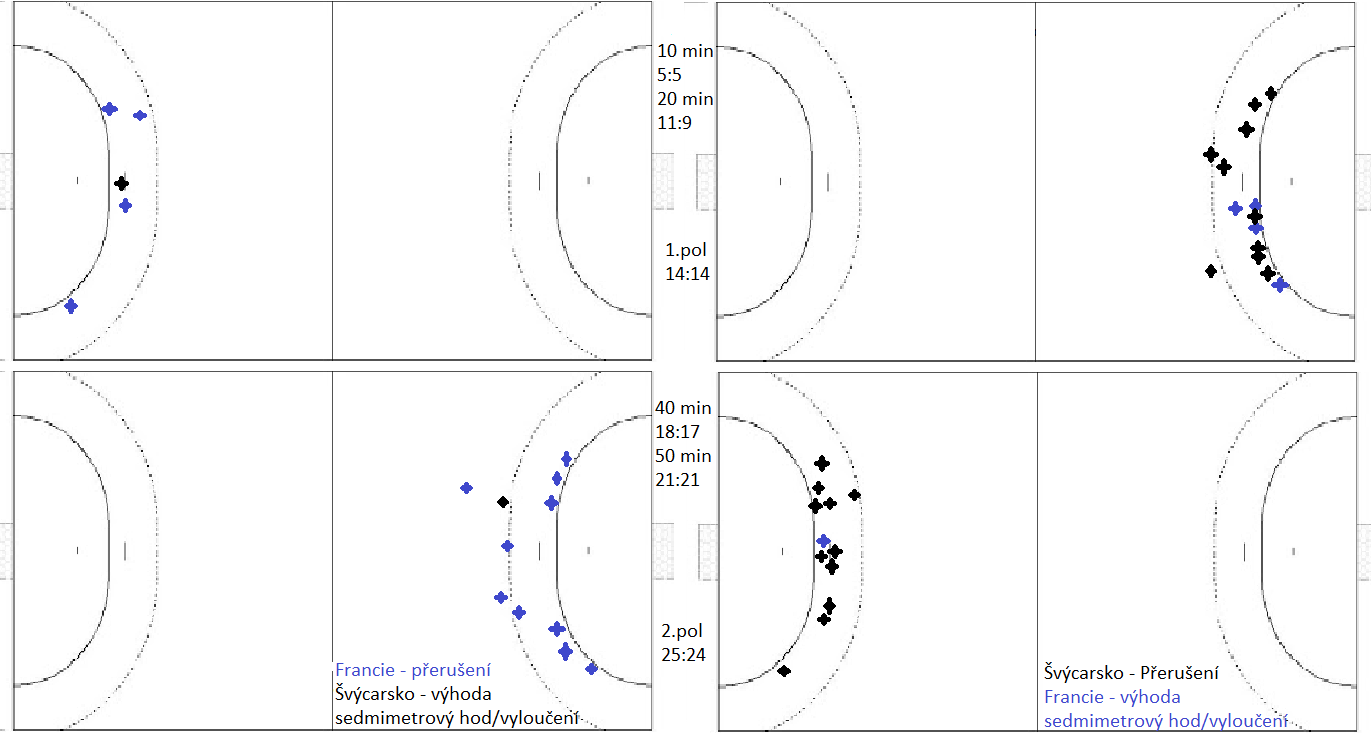 10 min
5:5
20 min
11:9
1.pol
14:14
40 min
18:17
50 min
21:21
2.pol
25:24
Francie - přerušení
Švýcarsko - výhoda
sedmimetrový hod/vyloučení
Švýcarsko - Přerušení
Francie - výhoda
sedmimetrový hod/vyloučení